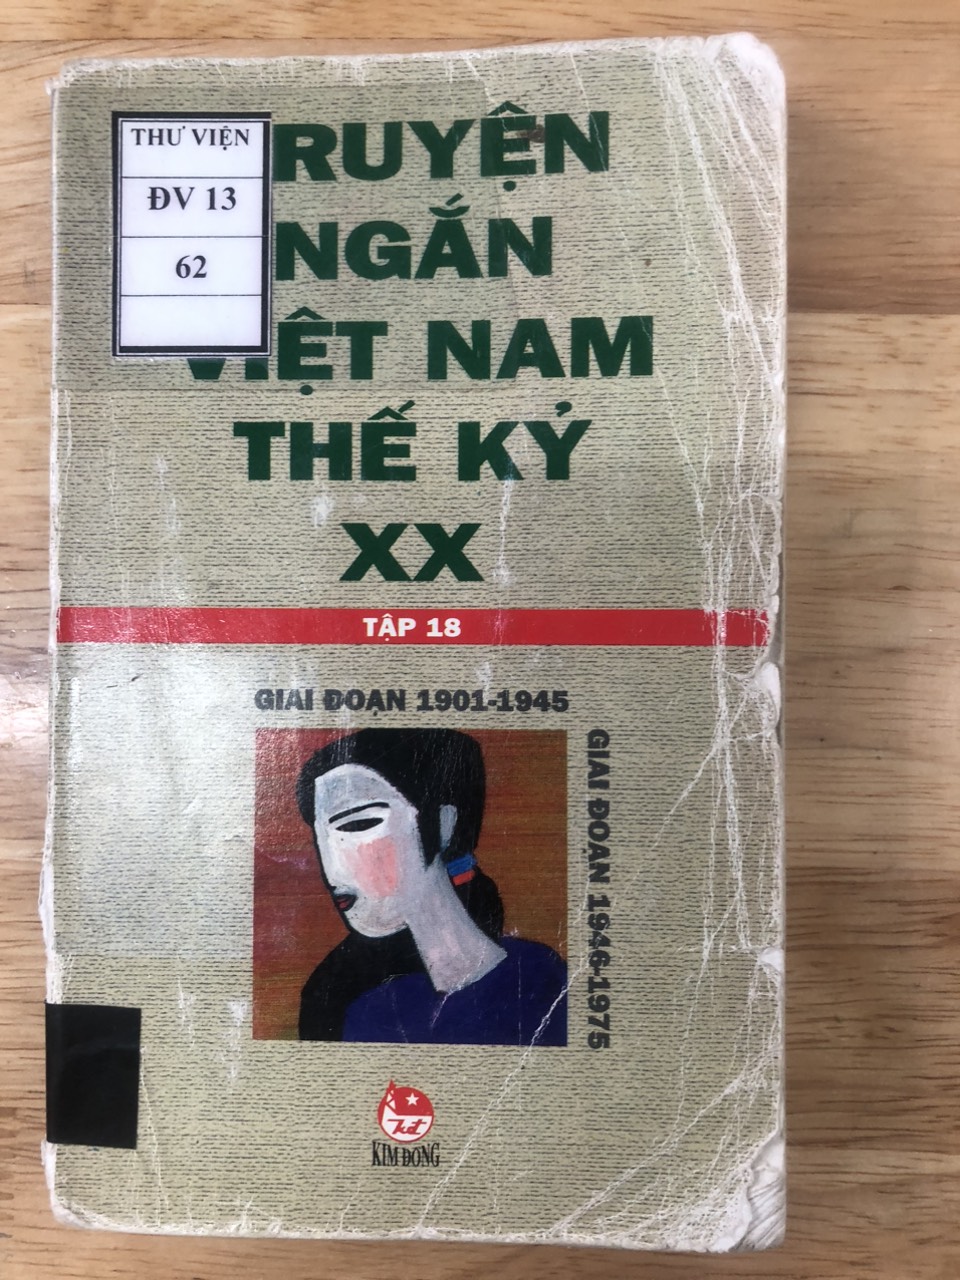 THƯ VIỆN
ĐV 13
62
RUYỆN
NGẮN
VIỆT NAM
THẾ KỶ
XX
TẬP 18
GIAI ĐOẠN 1901-1945
GIAI ĐOẠN 1946-1975
KIM ĐỒNG